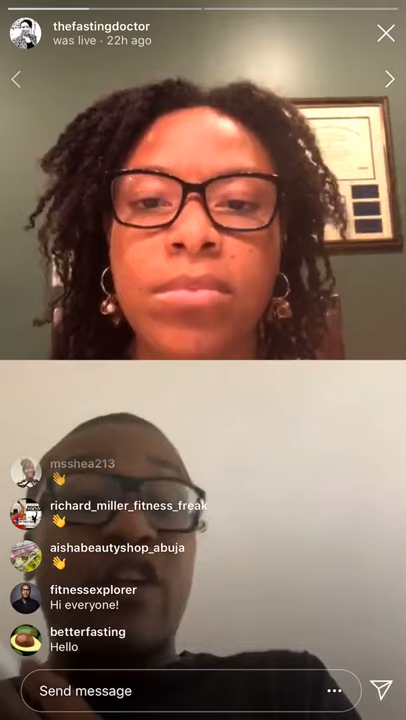 thefastingdoctor
was live · 22h ago
msshea213
👋
richard_miller_fitness_freak
👋
aishabeautyshop_abuja
👋
fitnessexplorer
Hi everyone!
betterfasting
Hello
Send message